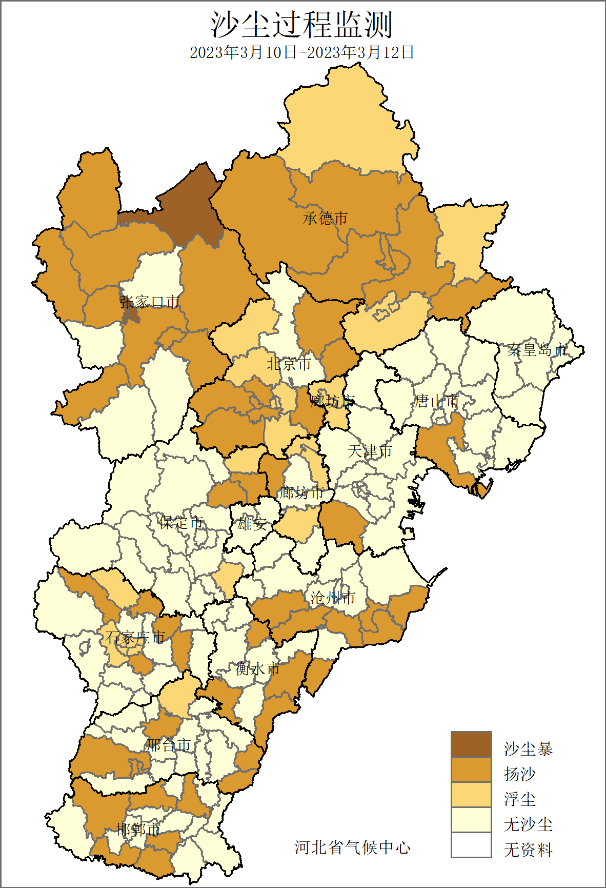 沙尘过程监测
2023年3月10日-2023年3月12日
承德市
张家口市
秦皇岛市
北京市
廊坊市
唐山市
天津市
廊坊市
保定市
雄安
沧州市
石家庄市
衡水市
邢台市
邯郸市
沙尘暴
扬沙
浮尘
无沙尘
无资料
河北省气候中心